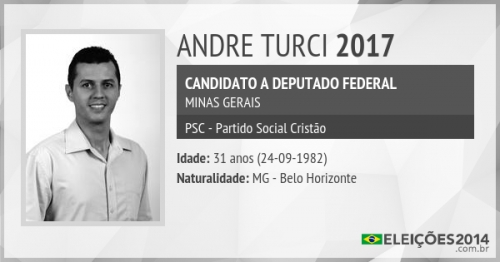 ANDRE TURCI 2017
CANDIDATO A DEPUTADO FEDERAL
MINAS GERAIS
PSC - Partido Social Cristão
Idade: 31 anos (24-09-1982)
Naturalidade: MG - Belo Horizonte
ELEIÇÕES2014
.com.br